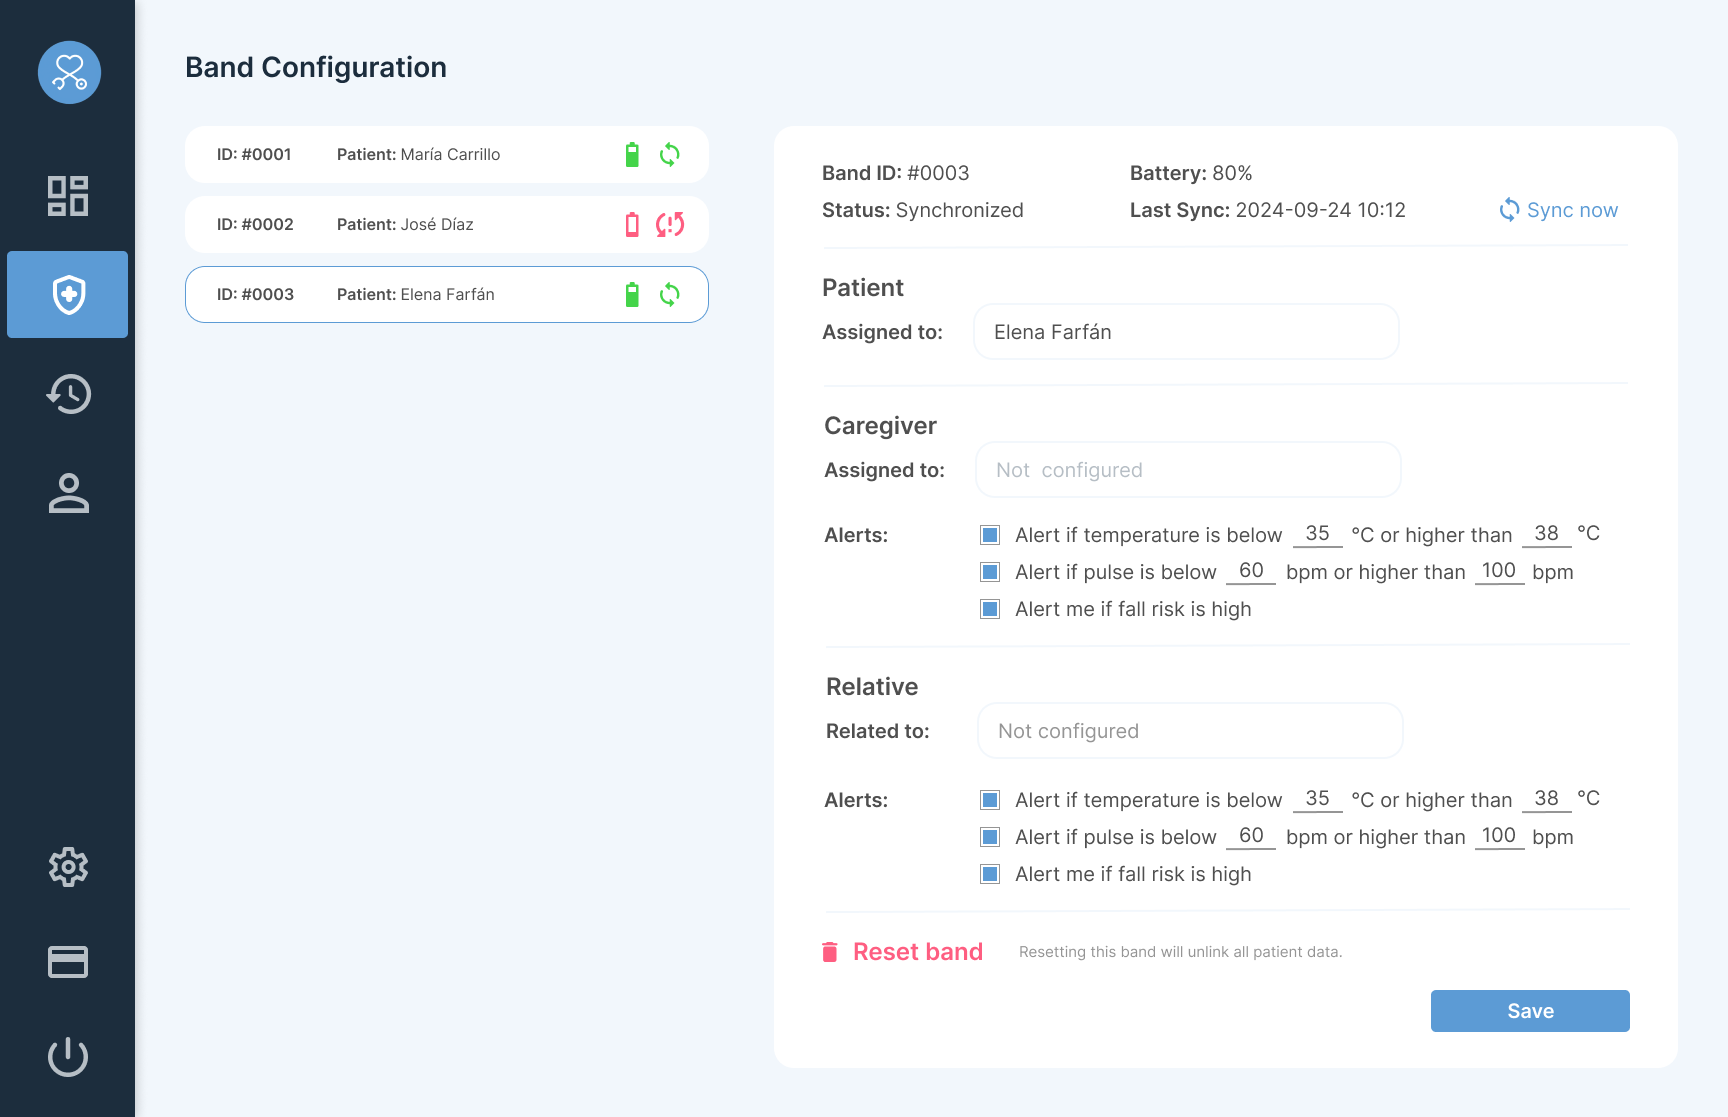 Band Configuration
ID: #0001 Patient: María Carrillo
ID: #0002 Patient: José Díaz
ID: #0003 Patient: Elena Farfán
Band ID: #0003 Battery: 80%
Status: Synchronized Last Sync: 2024-09-24 10:12 Sync now
Patient
Assigned to: Elena Farfán
Caregiver
Assigned to: Not configured
Alerts: Alert if temperature is below 35 °C or higher than 38 °C
Alert if pulse is below 60 bpm or higher than 100 bpm
Alert me if fall risk is high
Relative
Related to: Not configured
Alerts: Alert if temperature is below 35 °C or higher than 38 °C
Alert if pulse is below 60 bpm or higher than 100 bpm
Alert me if fall risk is high
Reset band Resetting this band will unlink all patient data.
Save